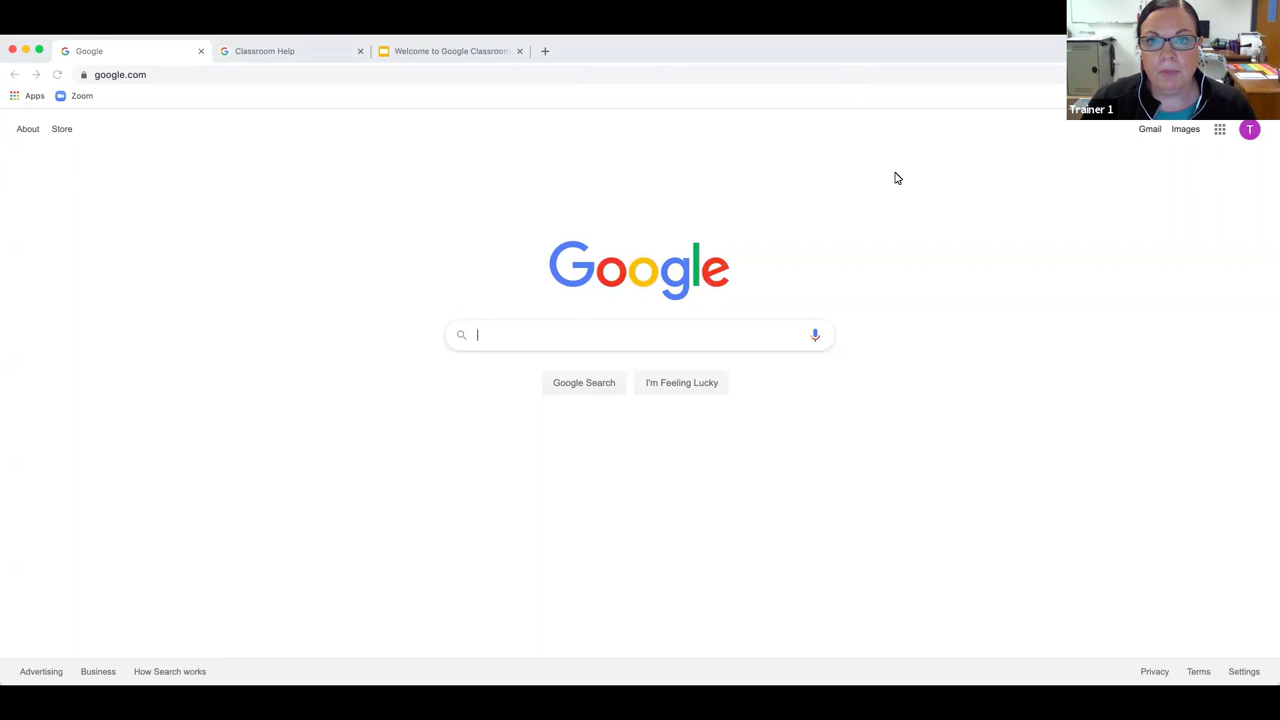 Google
Classroom Help
Welcome to Google Classroom
google.com
Apps
Zoom
Trainer 1
About
Store
Gmail
Images
T
Google
Google Search
I'm Feeling Lucky
Advertising
Business
How Search works
Privacy
Terms
Settings